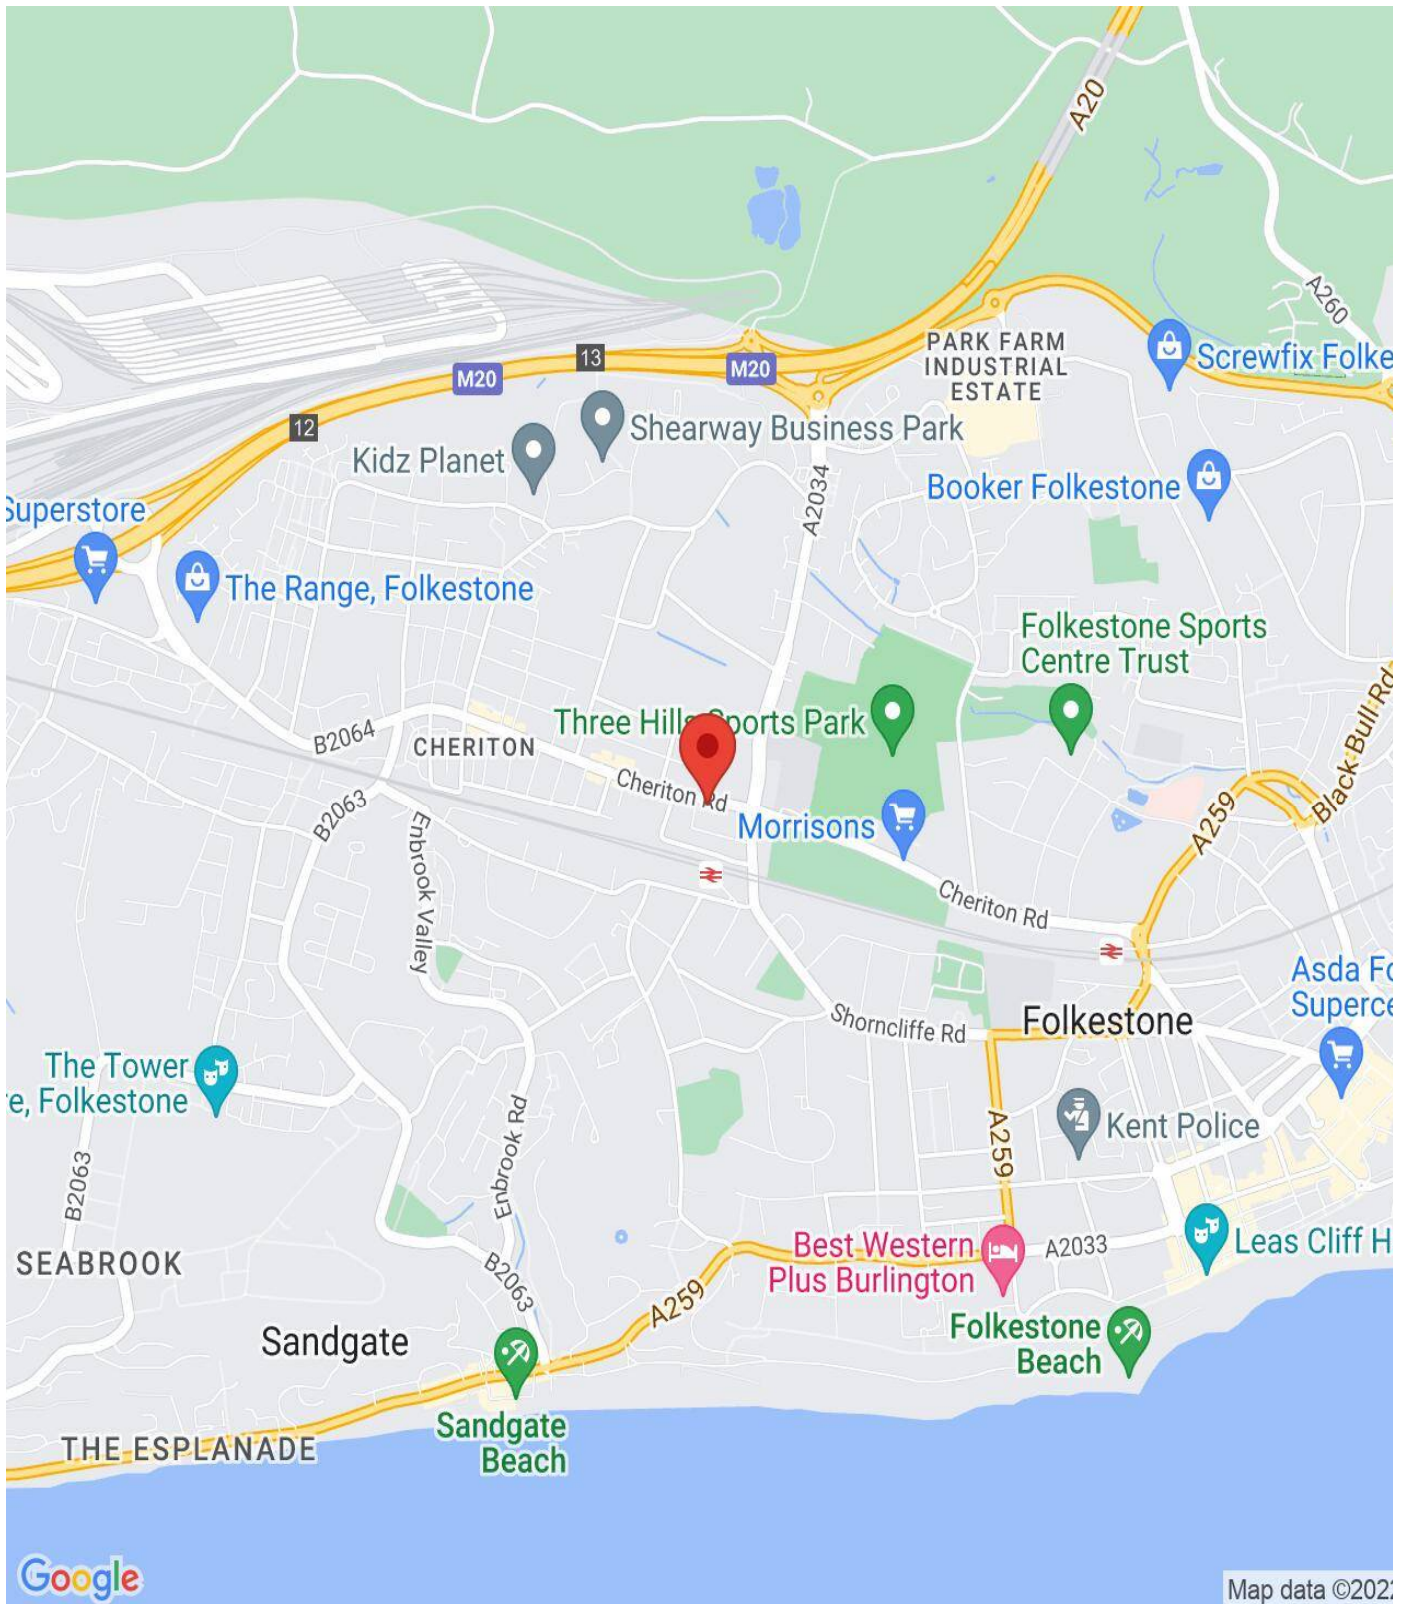 A20
A260
PARK FARM
INDUSTRIAL
ESTATE
Screwfix Folke
13
M20
M20
12
Shearway Business Park
Kidz Planet
A2034
Booker Folkestone
Superstore
The Range, Folkestone
Folkestone Sports
Centre Trust
Black Bull Rd
Three Hills Sports Park
B2064
CHERITON
Cheriton Rd
B2063
Morrisons
A259
Enbrook Valley
Cheriton Rd
Asda Fo
Superce
Shorncliffe Rd
Folkestone
The Tower
e, Folkestone
Kent Police
A259
Enbrook Rd
B2063
SEABROOK
Best Western
Plus Burlington
A2033
Leas Cliff H
B2063
A259
Sandgate
Folkestone
Beach
Sandgate
Beach
THE ESPLANADE
Google
Map data ©2022